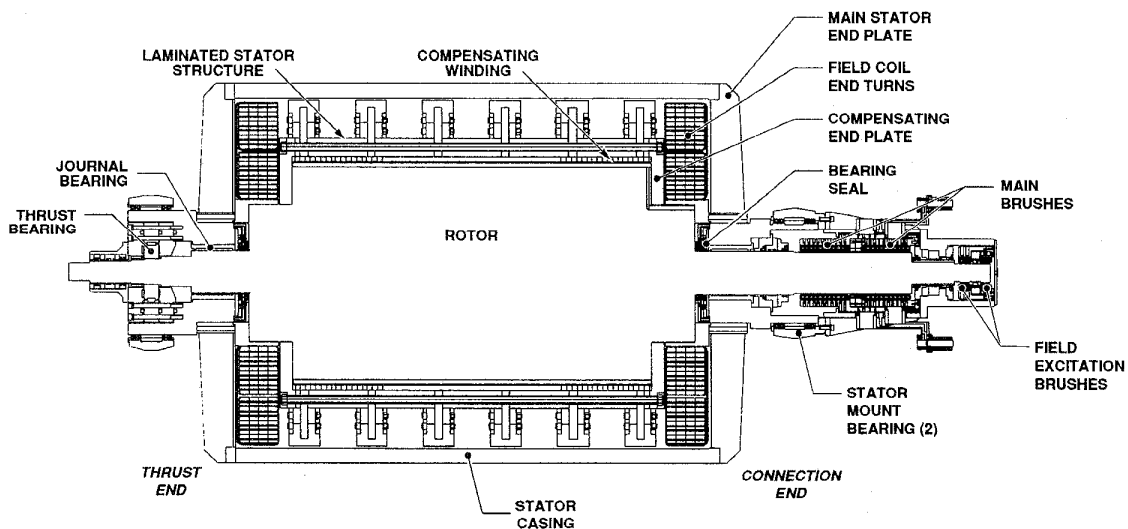 MAIN STATOR
END PLATE
LAMINATED STATOR
STRUCTURE
COMPENSATING
WINDING
FIELD COIL
END TURNS
COMPENSATING
END PLATE
JOURNAL
BEARING
BEARING
SEAL
MAIN
BRUSHES
THRUST
BEARING
ROTOR
FIELD
EXCITATION
BRUSHES
STATOR
MOUNT
BEARING (2)
THRUST
END
CONNECTION
END
STATOR
CASING